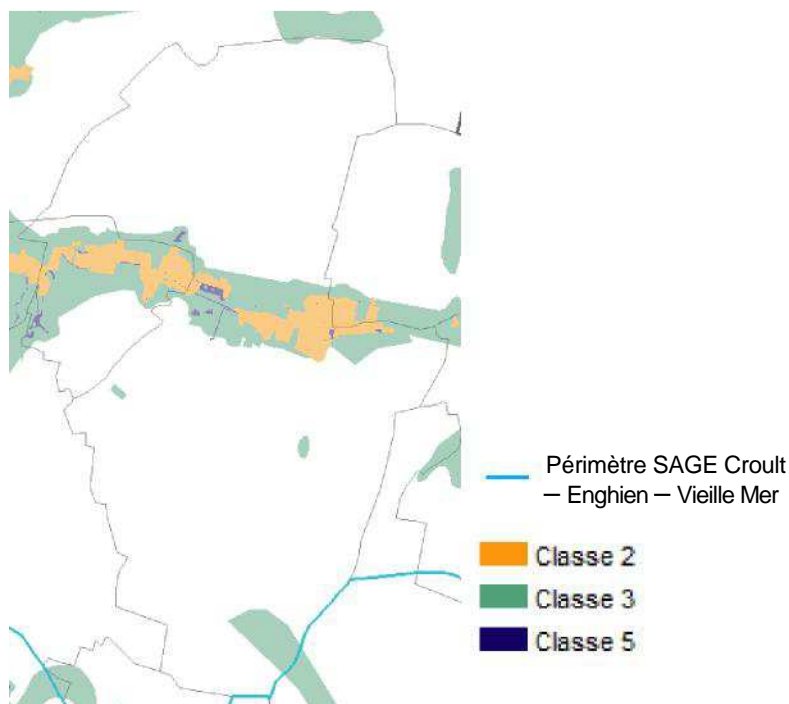 Périmètre SAGE Croult
– Enghien – Vieille Mer
Classe 2
Classe 3
Classe 5